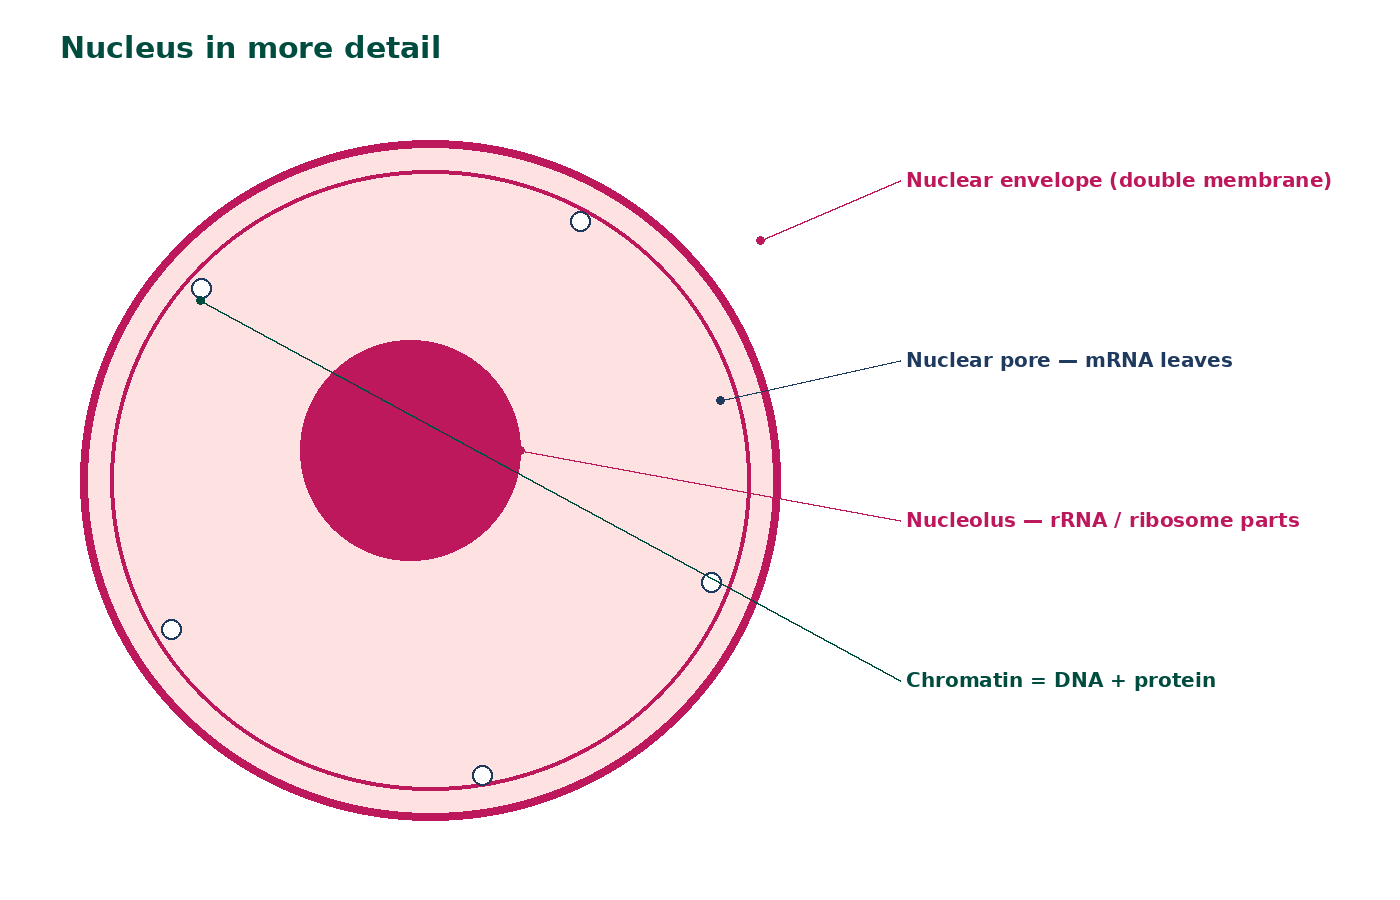 Nucleus in more detail
Nuclear envelope (double membrane)
Nuclear pore — mRNA leaves
Nucleolus — rRNA / ribosome parts
Chromatin = DNA + protein